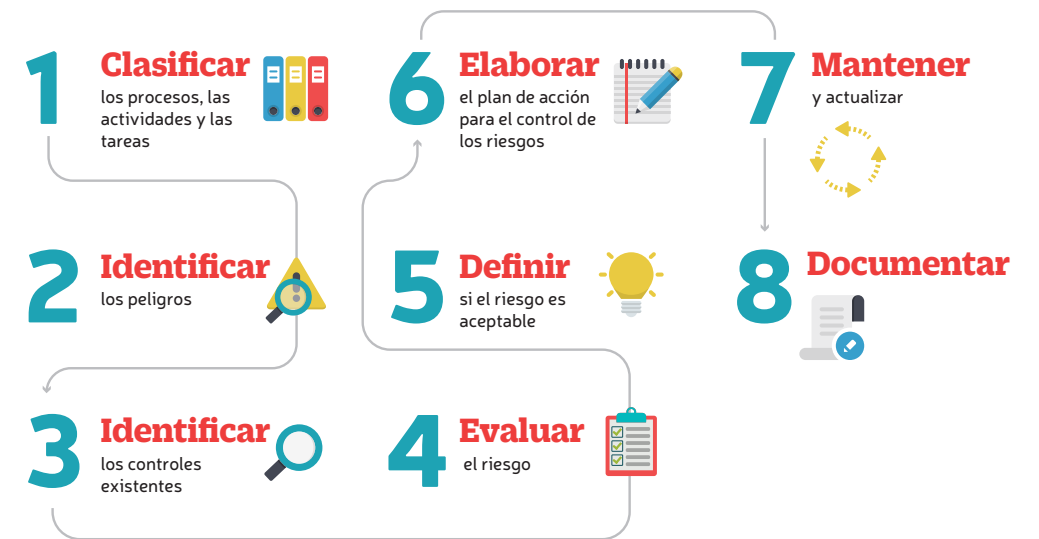 1
Clasificar
los procesos, las
actividades y las
tareas
2
Identificar
los peligros
3
Identificar
los controles
existentes
4
Evaluar
el riesgo
5
Definir
si el riesgo es
aceptable
6
Elaborar
el plan de acción
para el control de
los riesgos
7
Mantener
y actualizar
8
Documentar